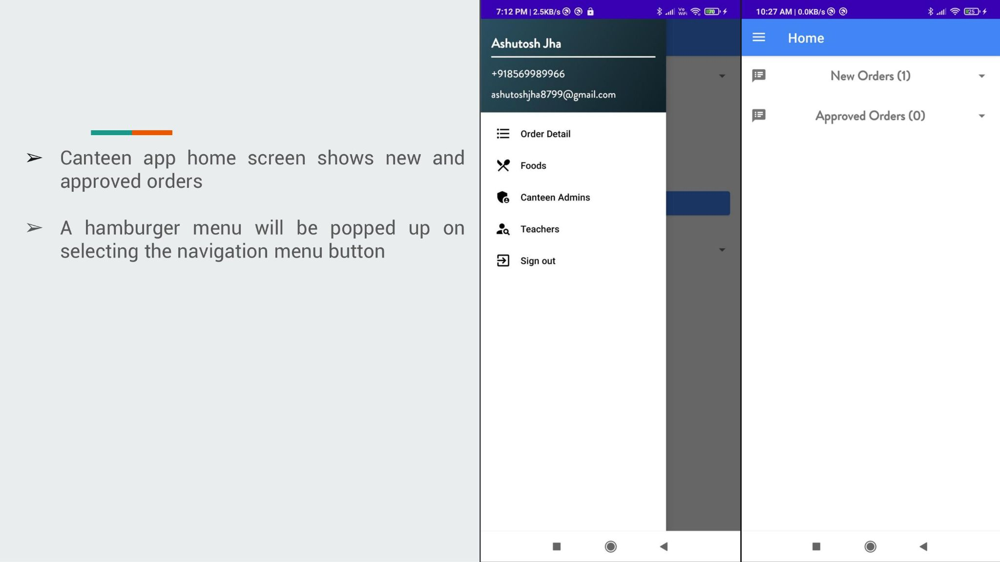 ➢ Canteen app home screen shows new and
approved orders
➢ A hamburger menu will be popped up on
selecting the navigation menu button
7:12 PM | 2.5KB/s
Vo WiFi 70
Ashutosh Jha
+918569989966
ashutoshjha8799@gmail.com
Order Detail
Foods
Canteen Admins
Teachers
Sign out
10:27 AM | 0.0KB/s
25
Home
New Orders (1)
Approved Orders (0)